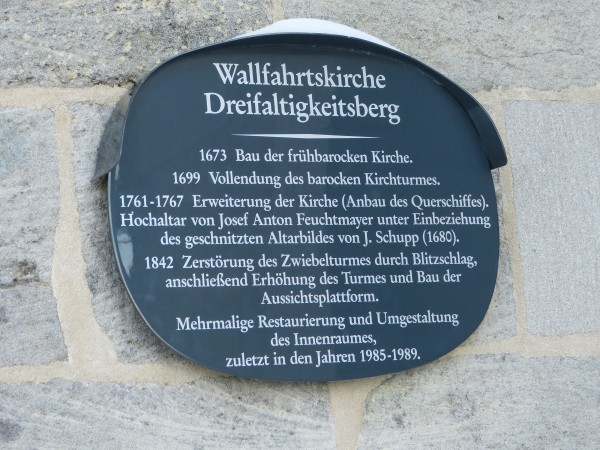 Wallfahrtskirche
Dreifaltigkeitsberg
1673 Bau der frühbarocken Kirche.
1699 Vollendung des barocken Kirchturmes.
1761-1767 Erweiterung der Kirche (Anbau des Querschiffes).
Hochaltar von Josef Anton Feuchtmayer unter Einbeziehung
des geschnitzten Altarbildes von J. Schupp (1680).
1842 Zerstörung des Zwiebelturmes durch Blitzschlag,
anschließend Erhöhung des Turmes und Bau der
Aussichtsplattform.
Mehrmalige Restaurierung und Umgestaltung
des Innenraumes,
zuletzt in den Jahren 1985-1989.